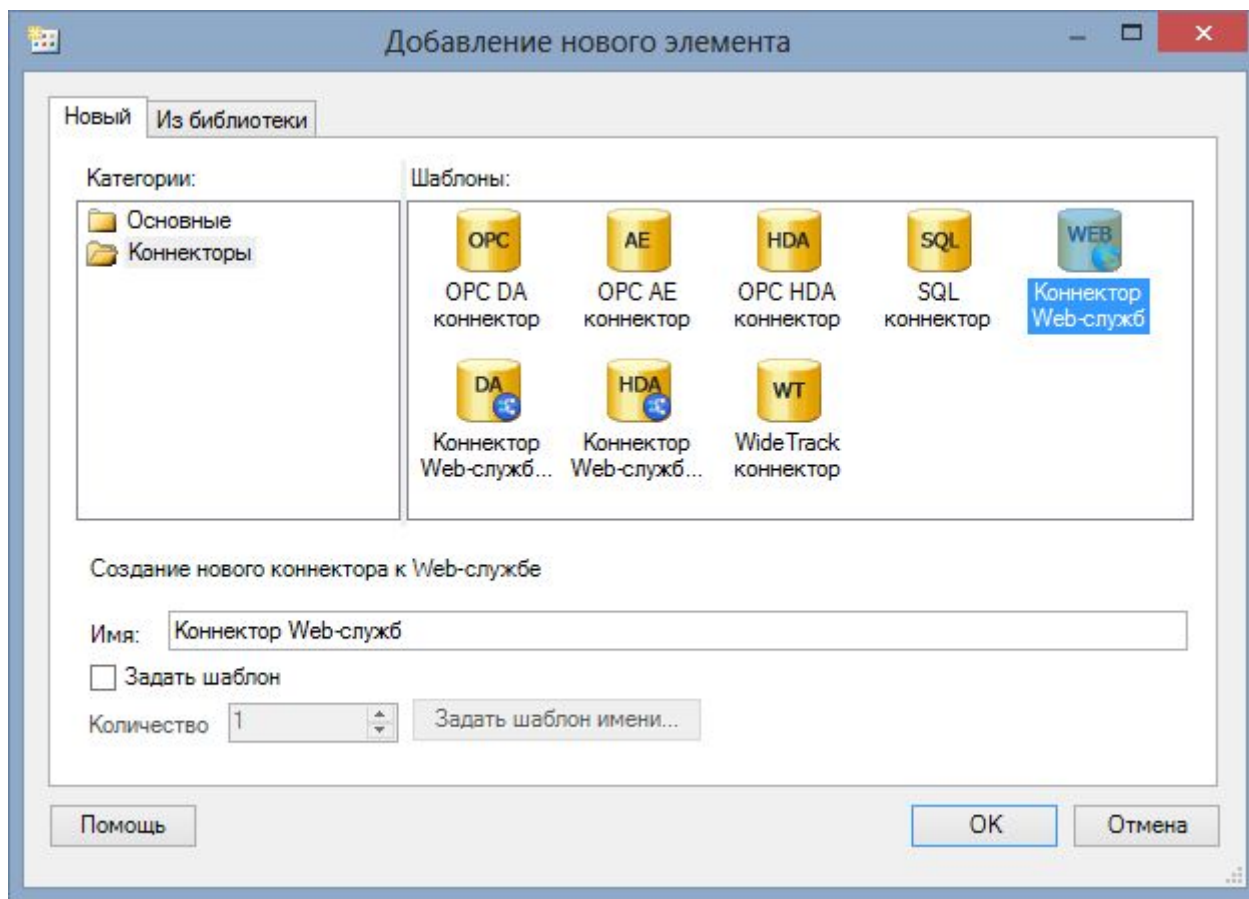 Добавление нового элемента
Новый
Из библиотеки
Категории:
Шаблоны:
Основные
Коннекторы
OPC
AE
HDA
SQL
WEB
OPC DA
коннектор
OPC AE
коннектор
OPC HDA
коннектор
SQL
коннектор
Коннектор
Web-служб
DA
HDA
WT
Коннектор
Web-служб...
Коннектор
Web-служб...
WideTrack
коннектор
Создание нового коннектора к Web-службе
Имя:
Коннектор Web-служб
Задать шаблон
Количество
1
Задать шаблон имени...
Помощь
OK
Отмена